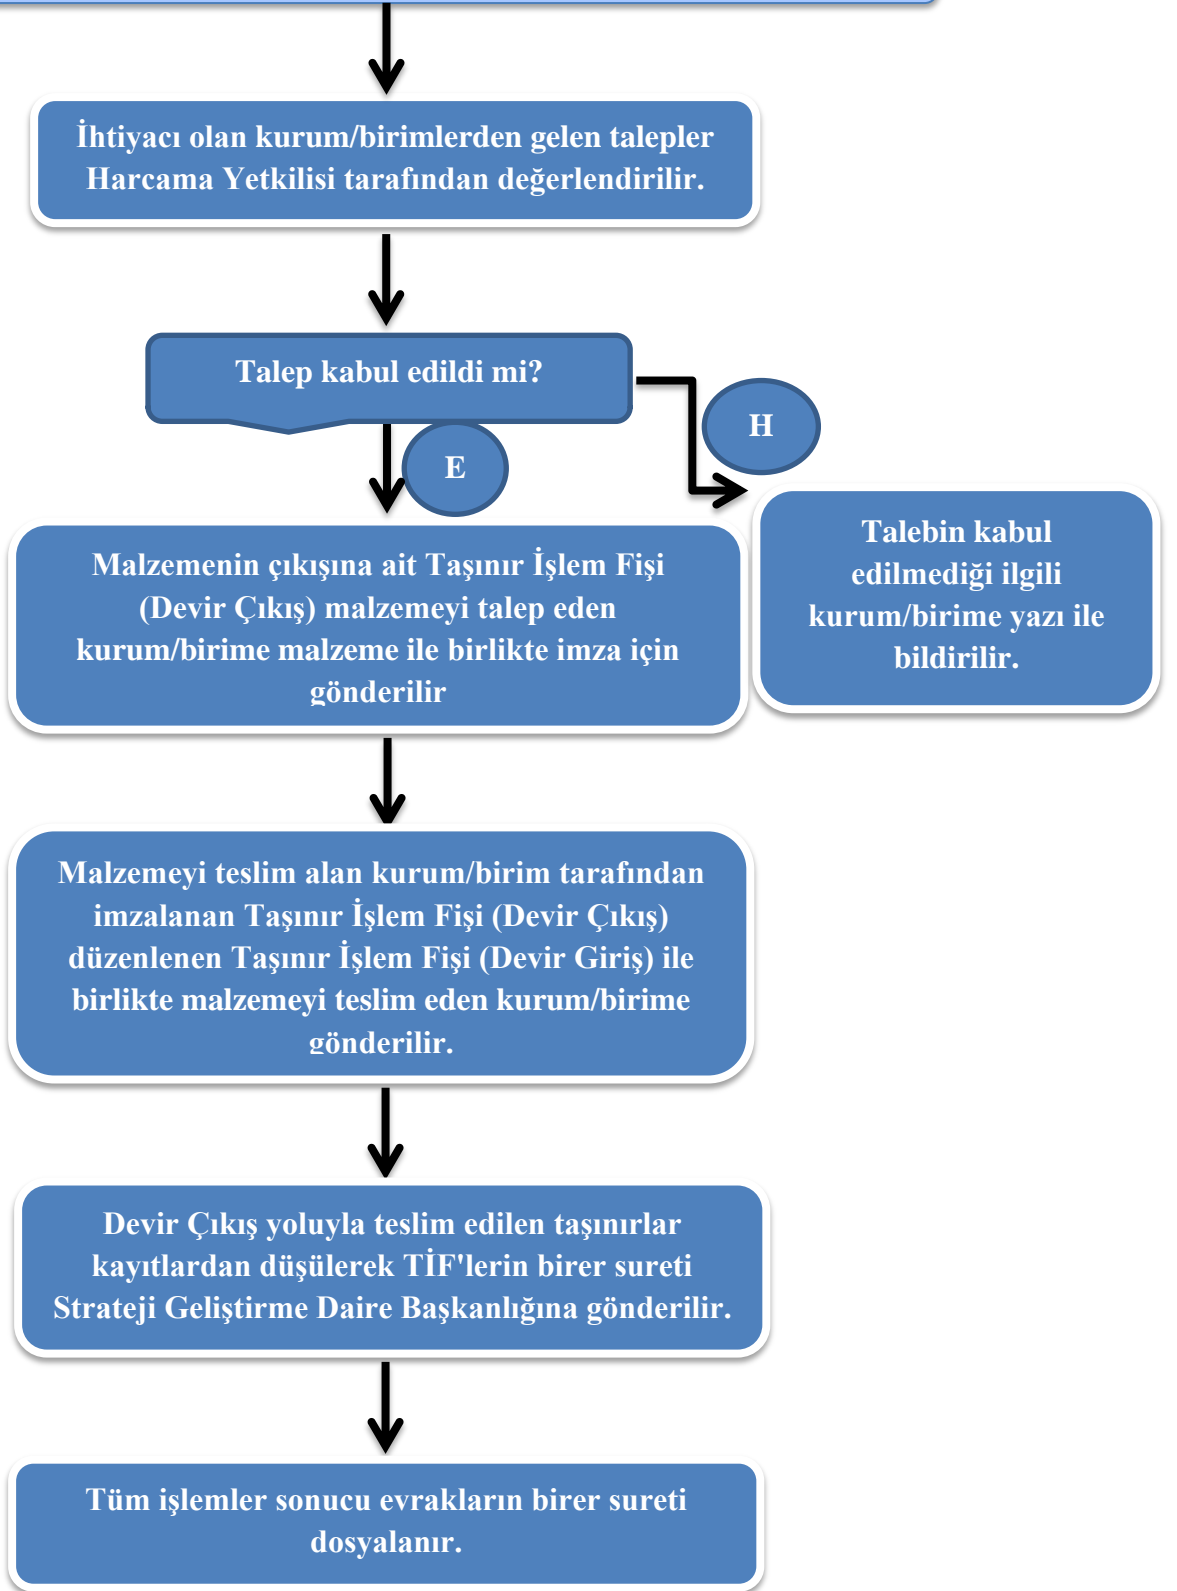 İhtiyacı olan kurum/birimlerden gelen talepler
Harcama Yetkilisi tarafından değerlendirilir.
Talep kabul edildi mi?
H
E
Talebin kabul
edilmediği ilgili
kurum/birime yazı ile
bildirilir.
Malzemenin çıkışına ait Taşınır İşlem Fişi
(Devir Çıkış) malzemeyi talep eden
kurum/birime malzeme ile birlikte imza için
gönderilir
Malzemeyi teslim alan kurum/birim tarafından
imzalanan Taşınır İşlem Fişi (Devir Çıkış)
düzenlenen Taşınır İşlem Fişi (Devir Giriş) ile
birlikte malzemeyi teslim eden kurum/birime
gönderilir.
Devir Çıkış yoluyla teslim edilen taşınırlar
kayıtlardan düşülerek TİF'lerin birer sureti
Strateji Geliştirme Daire Başkanlığına gönderilir.
Tüm işlemler sonucu evrakların birer sureti
dosyalanır.